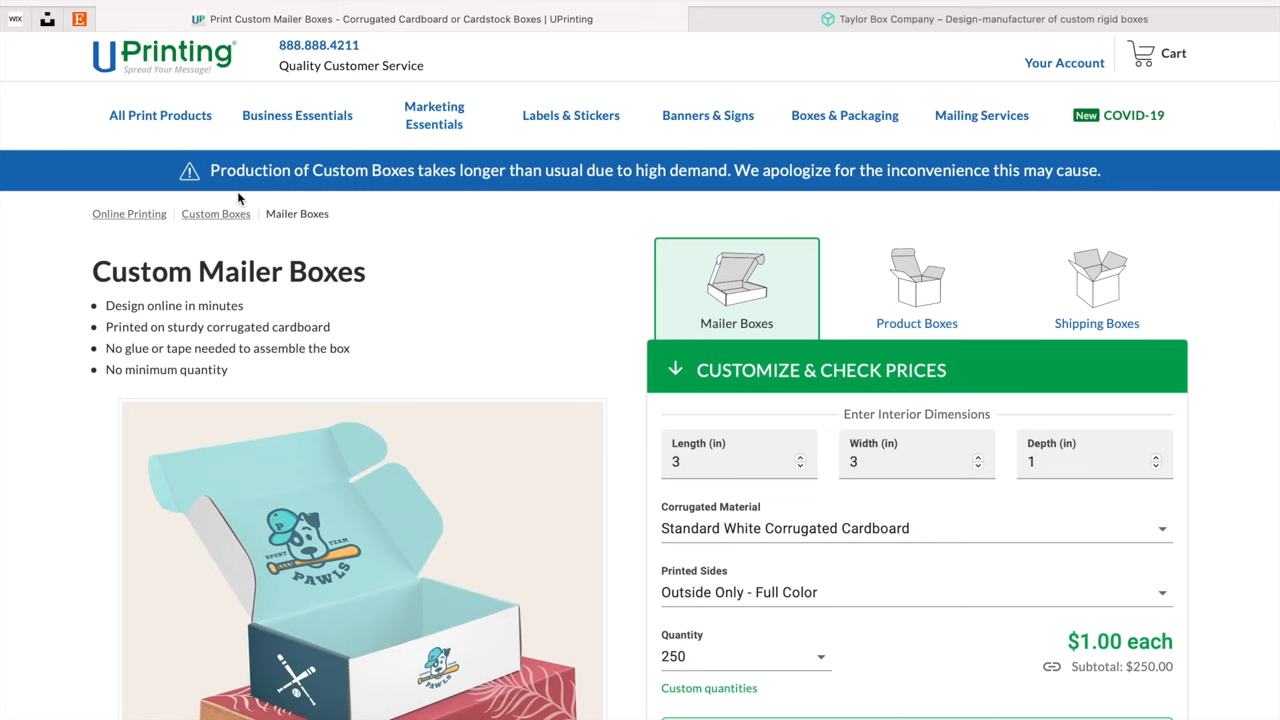 WIX
UP Print Custom Mailer Boxes - Corrugated Cardboard or Cardstock Boxes | UPrinting
Taylor Box Company – Design-manufacturer of custom rigid boxes
E
UPrinting®
Spread Your Message!
888.888.4211
Quality Customer Service
Your Account
Cart
All Print Products
Business Essentials
Marketing
Essentials
Labels & Stickers
Banners & Signs
Boxes & Packaging
Mailing Services
New COVID-19
Production of Custom Boxes takes longer than usual due to high demand. We apologize for the inconvenience this may cause.
Online Printing | Custom Boxes | Mailer Boxes
Custom Mailer Boxes
• Design online in minutes
• Printed on sturdy corrugated cardboard
• No glue or tape needed to assemble the box
• No minimum quantity
P
SPORT TEAM
PAWLS
PAWLS
Mailer Boxes
Product Boxes
Shipping Boxes
CUSTOMIZE & CHECK PRICES
Enter Interior Dimensions
Length (in)
3
Width (in)
3
Depth (in)
1
Corrugated Material
Standard White Corrugated Cardboard
Printed Sides
Outside Only - Full Color
Quantity
250
$1.00 each
Subtotal: $250.00
Custom quantities